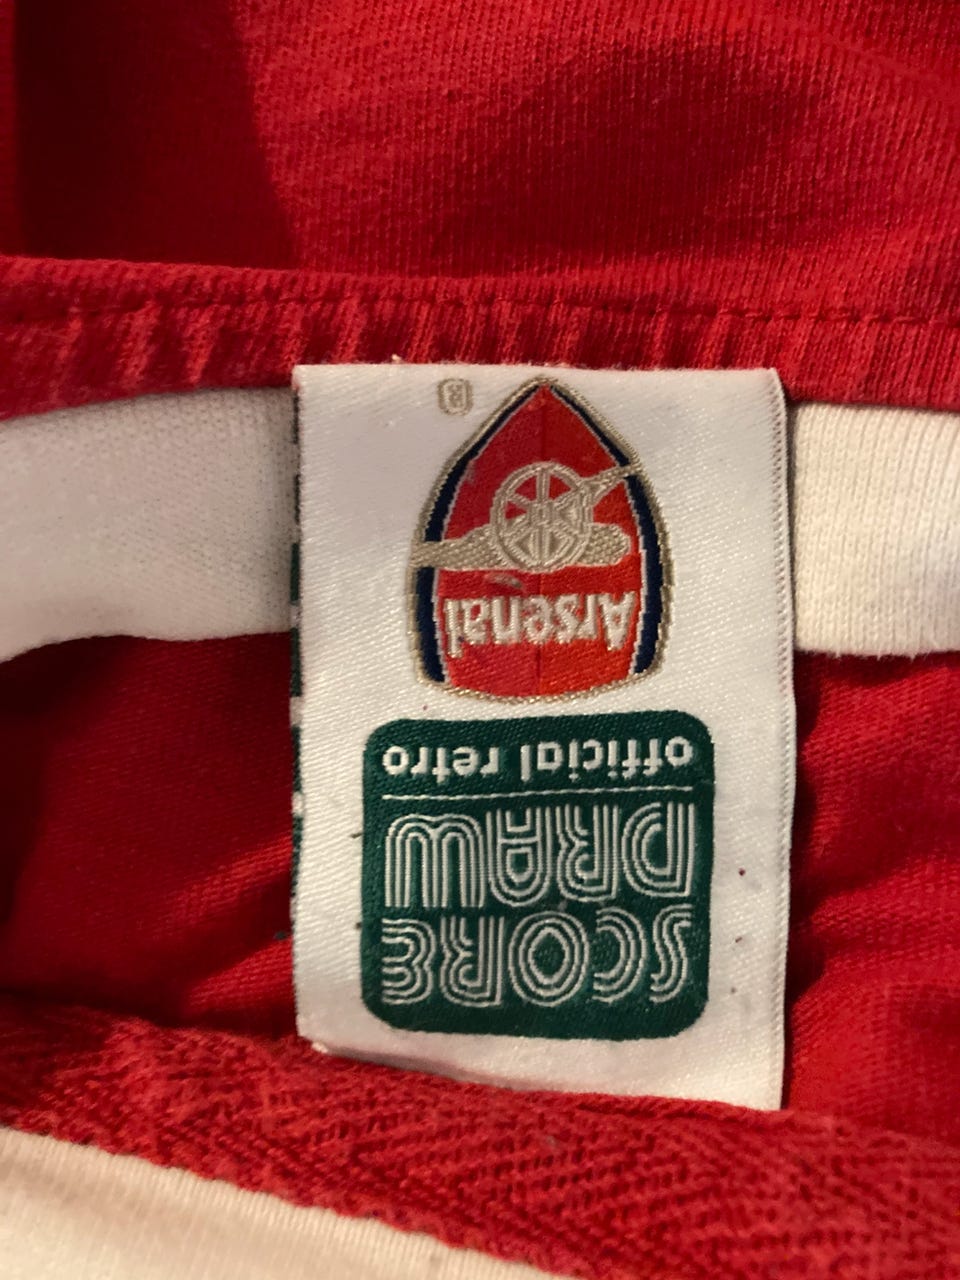 SCORE
DRAW
official retro
Arsenal
®